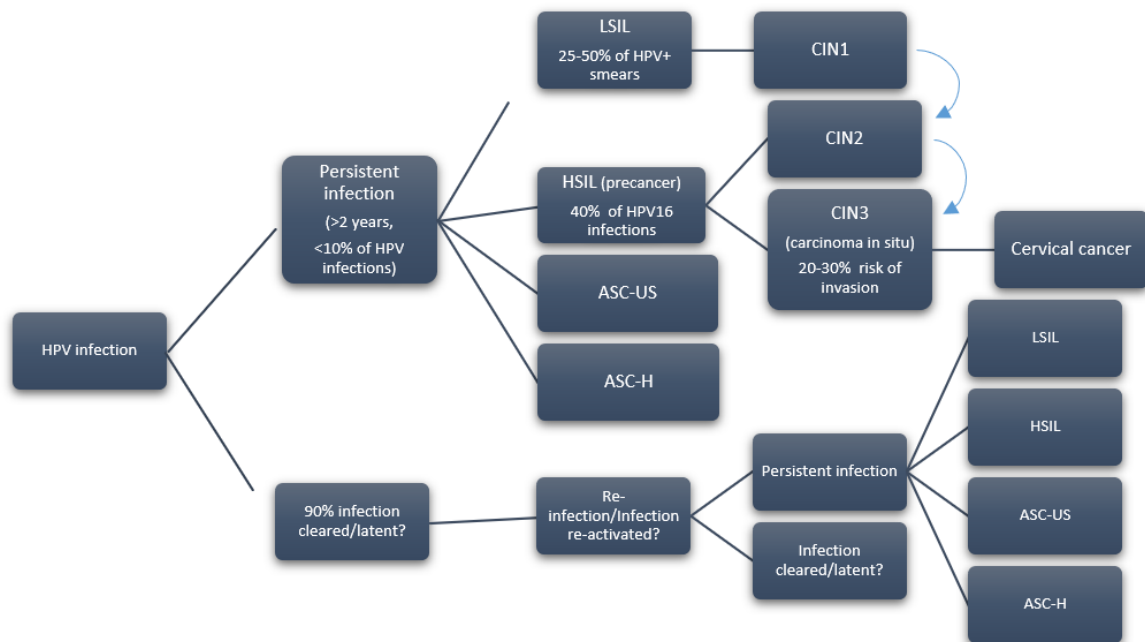 LSIL
25-50% of HPV+
smears
CIN1
CIN2
Persistent
infection
(>2 years,
<10% of HPV
infections)
HSIL (precancer)
40%  of HPV16
infections
CIN3
(carcinoma in situ)
20-30%  risk of
invasion
Cervical cancer
ASC-US
HPV infection
LSIL
ASC-H
HSIL
Persistent infection
90% infection
cleared/latent?
Re-
infection/Infection
re-activated?
ASC-US
Infection
cleared/latent?
ASC-H